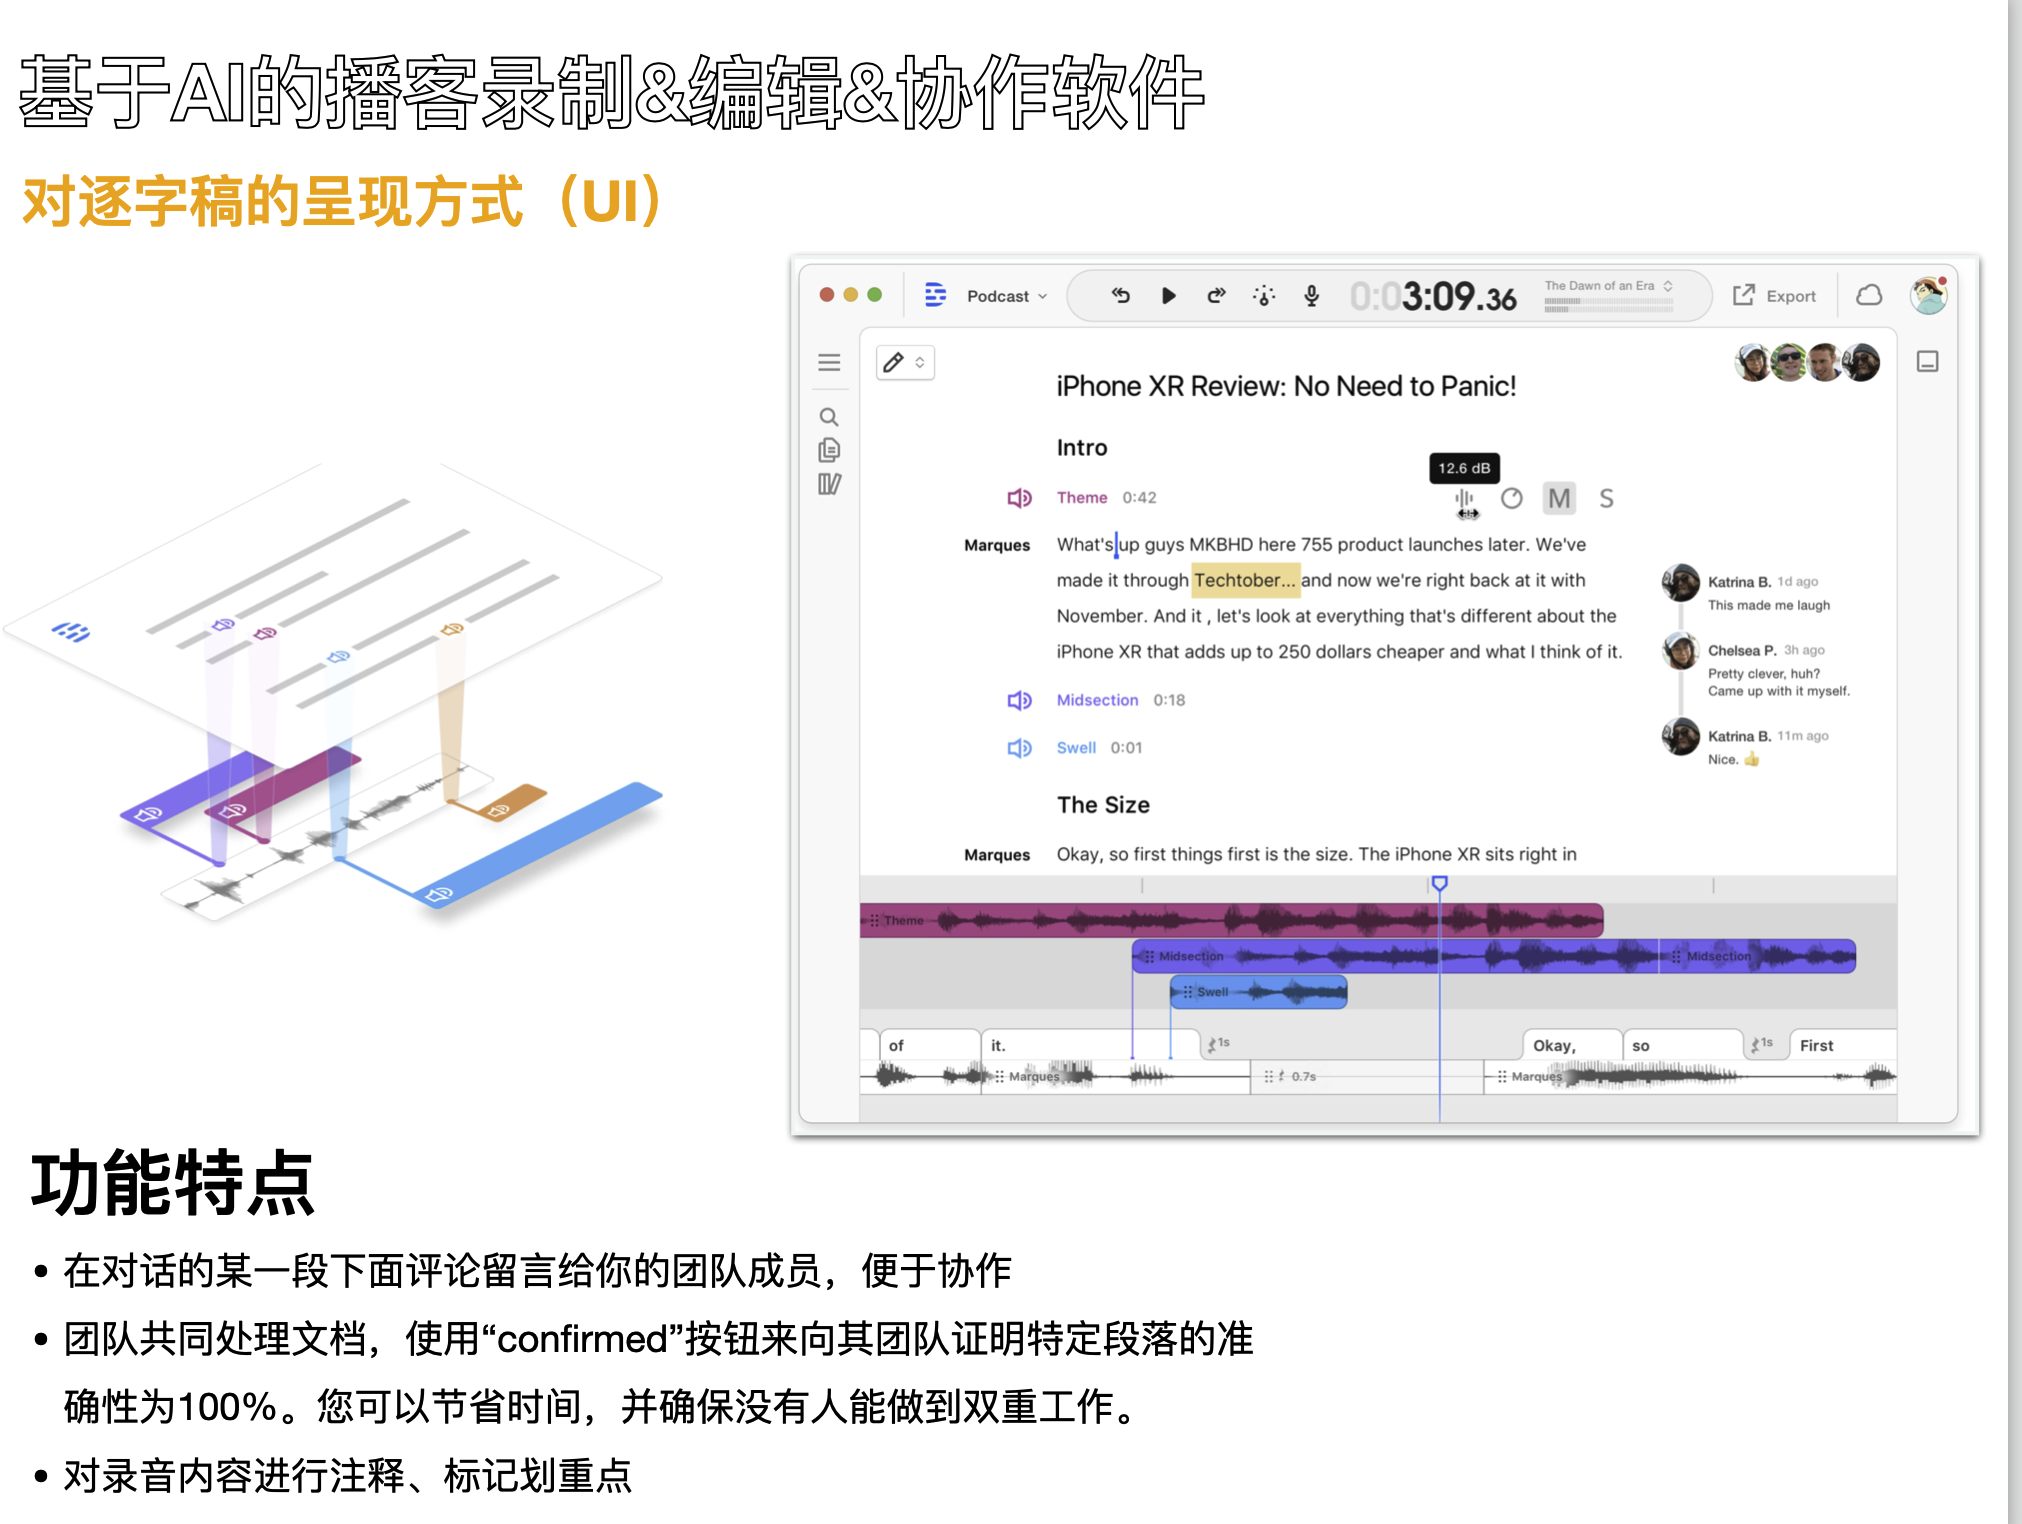 基于AI的播客录制&编辑&协作软件
对逐字稿的呈现方式（UI）
Podcast
0:03:09.36
The Dawn of an Era
Export
iPhone XR Review: No Need to Panic!
Intro
12.6 dB
Theme 0:42
M S
Marques What's up guys MKBHD here 755 product launches later. We've
made it through Techtober... and now we're right back at it with
November. And it , let's look at everything that's different about the
iPhone XR that adds up to 250 dollars cheaper and what I think of it.
Katrina B. 1d ago
This made me laugh
Chelsea P. 3h ago
Pretty clever, huh?
Came up with it myself.
Katrina B. 11m ago
Nice. 👍
Midsection 0:18
Swell 0:01
The Size
Marques Okay, so first things first is the size. The iPhone XR sits right in
Theme
Midsection Midsection
Swell
of it. 1s Okay, so 1s First
Marques 0.7s Marques
功能特点
• 在对话的某一段下面评论留言给你的团队成员，便于协作
• 团队共同处理文档，使用“confirmed”按钮来向其团队证明特定段落的准
确性为100%。您可以节省时间，并确保没有人能做到双重工作。
• 对录音内容进行注释、标记划重点